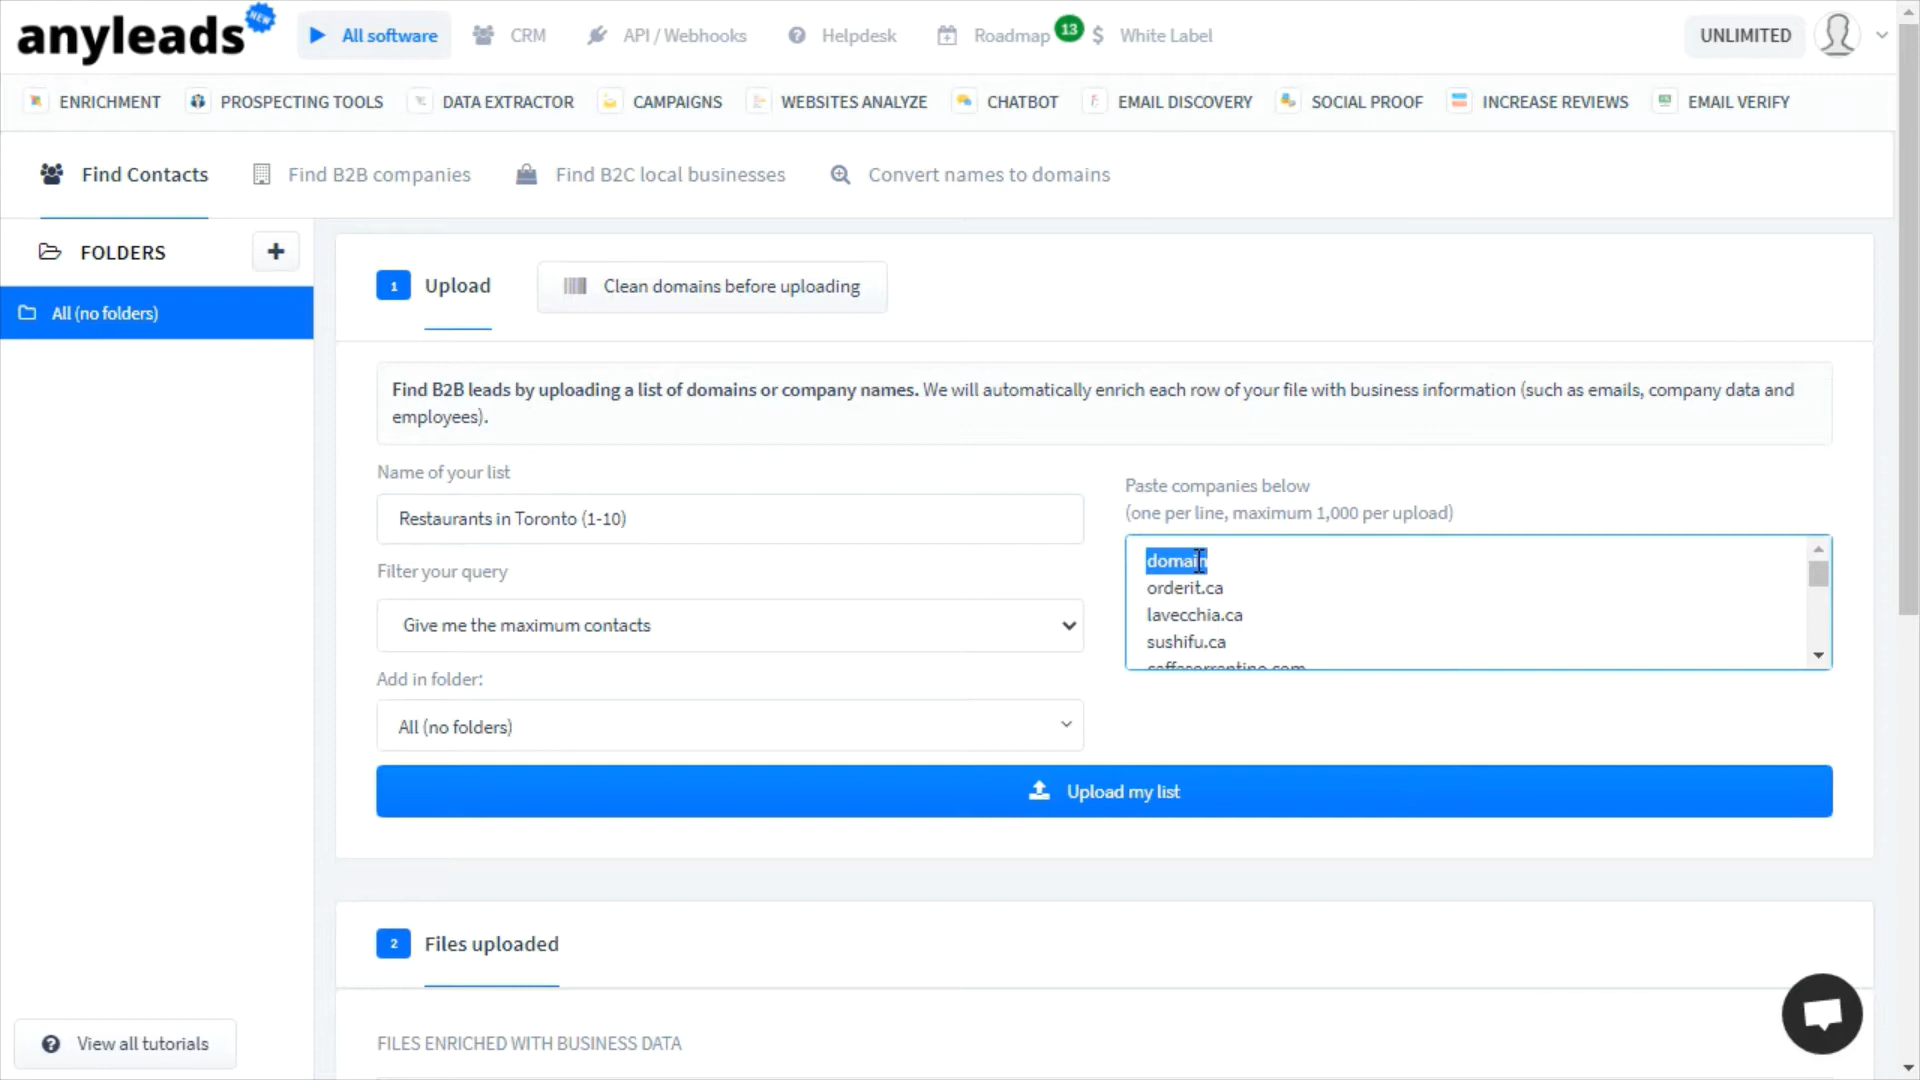 anyleads NEW
All software
CRM
API / Webhooks
Helpdesk
Roadmap 13
White Label
UNLIMITED
ENRICHMENT
PROSPECTING TOOLS
DATA EXTRACTOR
CAMPAIGNS
WEBSITES ANALYZE
CHATBOT
EMAIL DISCOVERY
SOCIAL PROOF
INCREASE REVIEWS
EMAIL VERIFY
Find Contacts
Find B2B companies
Find B2C local businesses
Convert names to domains
FOLDERS
All (no folders)
1 Upload
Clean domains before uploading
Find B2B leads by uploading a list of domains or company names. We will automatically enrich each row of your file with business information (such as emails, company data and
employees).
Name of your list
Restaurants in Toronto (1-10)
Filter your query
Give me the maximum contacts
Add in folder:
All (no folders)
Paste companies below
(one per line, maximum 1,000 per upload)
domain
orderit.ca
lavecchia.ca
sushifu.ca
Upload my list
2 Files uploaded
FILES ENRICHED WITH BUSINESS DATA
View all tutorials